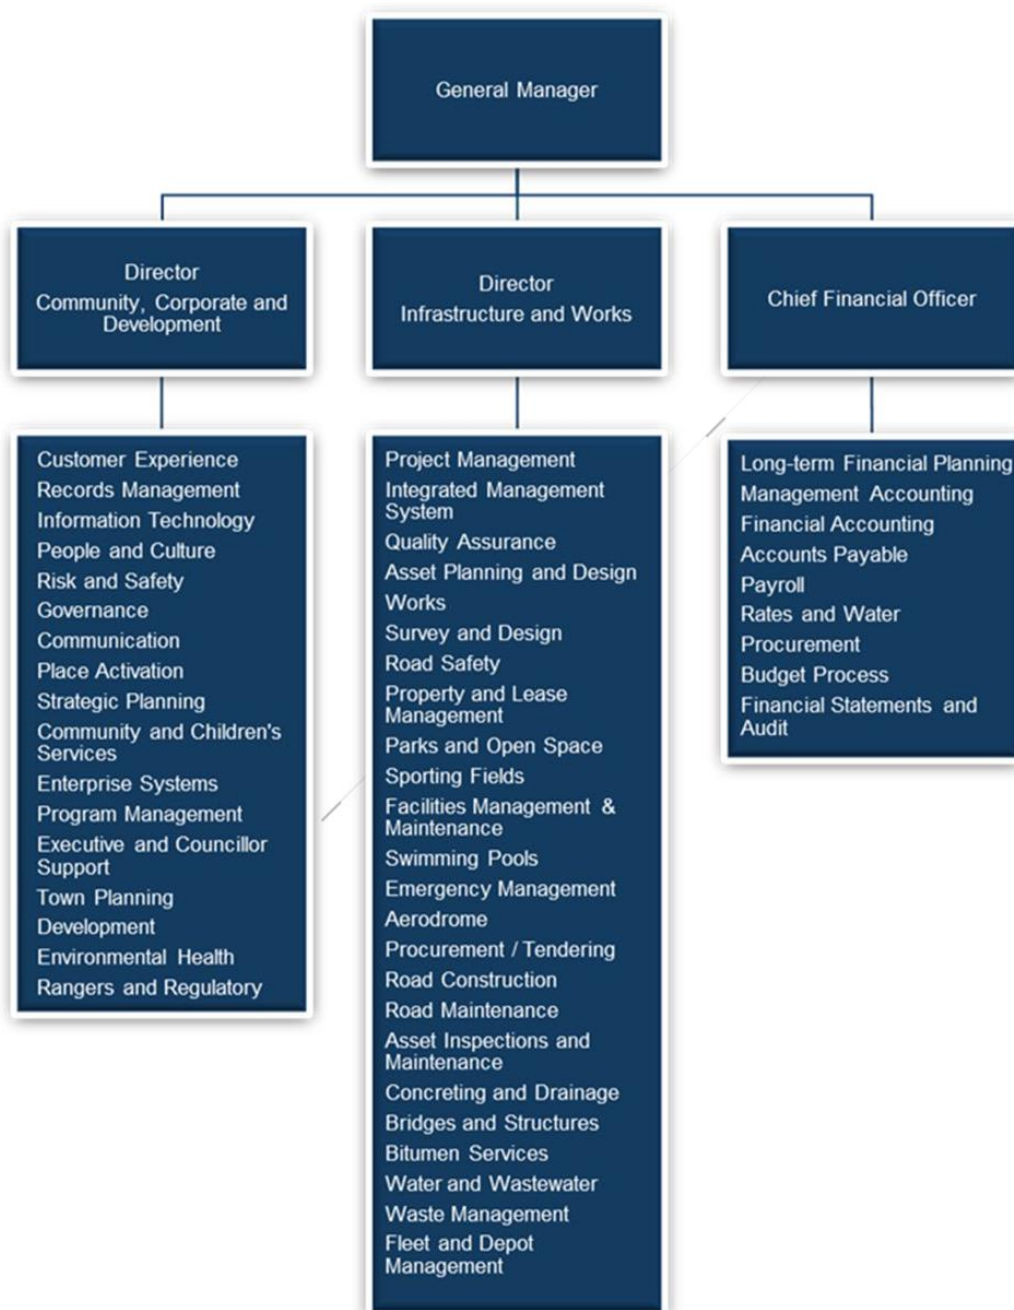 General Manager
Director
Community, Corporate and
Development
Director
Infrastructure and Works
Chief Financial Officer
Customer Experience
Records Management
Information Technology
People and Culture
Risk and Safety
Governance
Communication
Place Activation
Strategic Planning
Community and Children's
Services
Enterprise Systems
Program Management
Executive and Councillor
Support
Town Planning
Development
Environmental Health
Rangers and Regulatory
Project Management
Integrated Management
System
Quality Assurance
Asset Planning and Design
Works
Survey and Design
Road Safety
Property and Lease
Management
Parks and Open Space
Sporting Fields
Facilities Management &
Maintenance
Swimming Pools
Emergency Management
Aerodrome
Procurement / Tendering
Road Construction
Road Maintenance
Asset Inspections and
Maintenance
Concreting and Drainage
Bridges and Structures
Bitumen Services
Water and Wastewater
Waste Management
Fleet and Depot
Management
Long-term Financial Planning
Management Accounting
Financial Accounting
Accounts Payable
Payroll
Rates and Water
Procurement
Budget Process
Financial Statements and
Audit